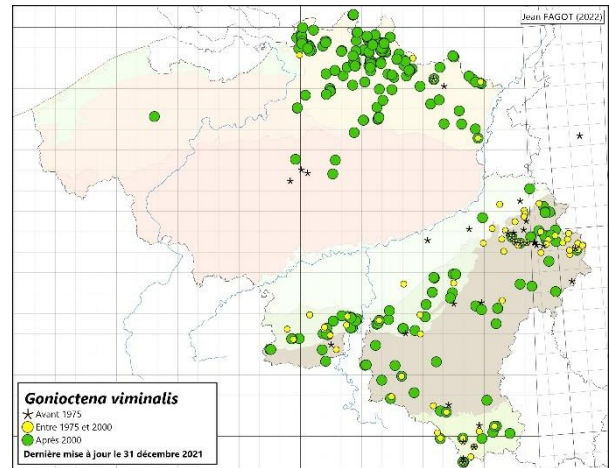 Jean FAGOT (2022)
Gonioctena viminalis
Avant 1975
Entre 1975 et 2000
Après 2000
Dernière mise à jour le 31 décembre 2021